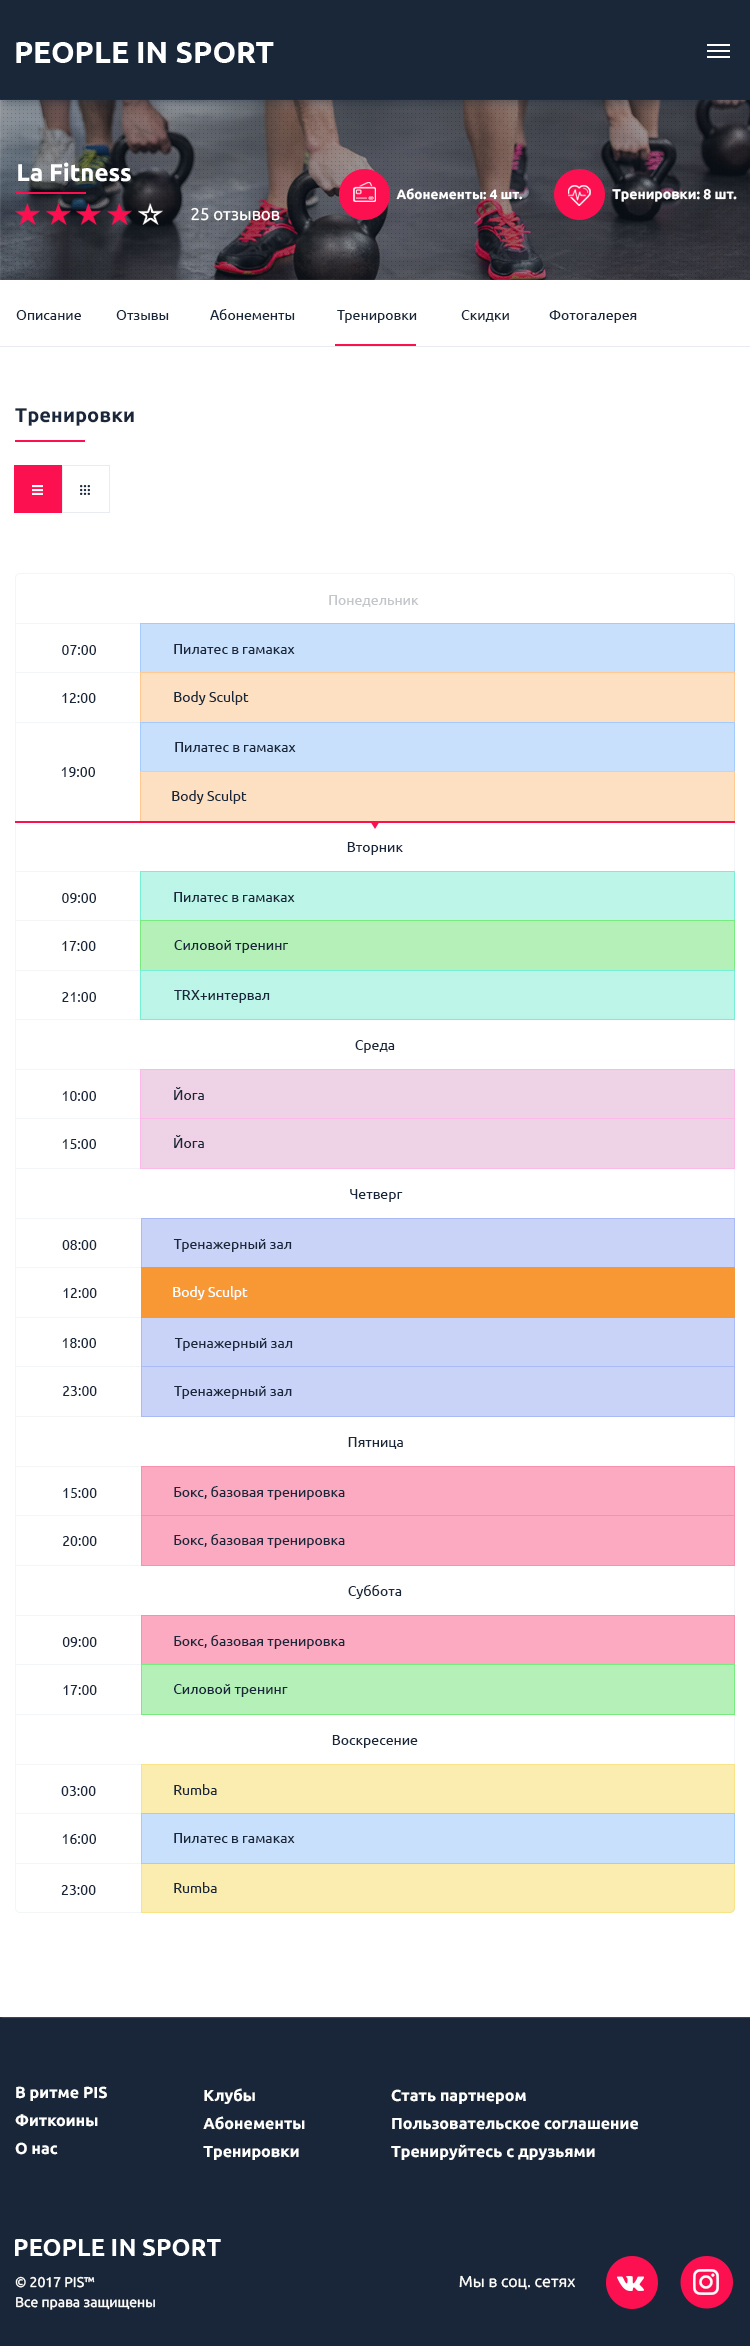 PEOPLE IN SPORT
La Fitness
25 отзывов
Абонементы: 4 шт.
Тренировки: 8 шт.
Описание
Отзывы
Абонементы
Тренировки
Скидки
Фотогалерея
Тренировки
Понедельник
07:00 Пилатес в гамаках
12:00 Body Sculpt
19:00 Пилатес в гамаках
Body Sculpt
Вторник
09:00 Пилатес в гамаках
17:00 Силовой тренинг
21:00 TRX+интервал
Среда
10:00 Йога
15:00 Йога
Четверг
08:00 Тренажерный зал
12:00 Body Sculpt
18:00 Тренажерный зал
23:00 Тренажерный зал
Пятница
15:00 Бокс, базовая тренировка
20:00 Бокс, базовая тренировка
Суббота
09:00 Бокс, базовая тренировка
17:00 Силовой тренинг
Воскресение
03:00 Rumba
16:00 Пилатес в гамаках
23:00 Rumba
В ритме PIS
Фиткоины
О нас
Клубы
Абонементы
Тренировки
Стать партнером
Пользовательское соглашение
Тренируйтесь с друзьями
PEOPLE IN SPORT
© 2017 PIS™
Все права защищены
Мы в соц. сетях